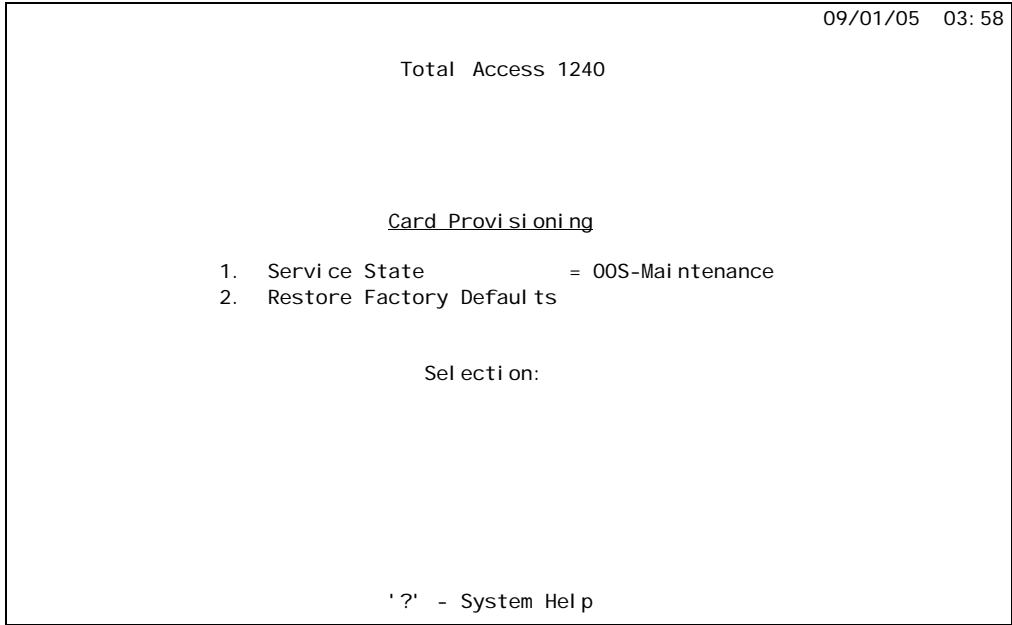 09/01/05 03:58
Total Access 1240
Card Provisioning
1. Service State = OOS-Maintenance
2. Restore Factory Defaults
Selection:
'?' - System Help